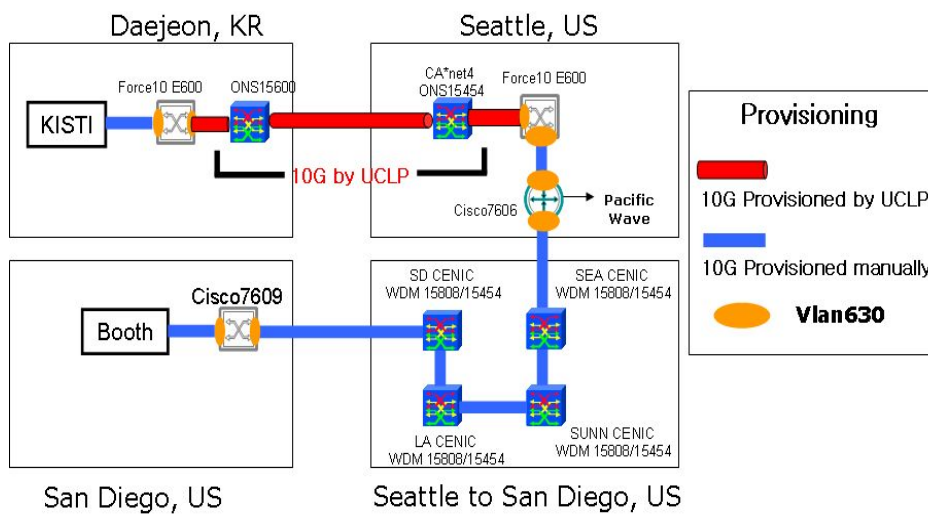 Daejeon, KR
Seattle, US
Force10 E600
ONS15600
CA*net4
ONS15454
Force10 E600
KISTI
10G by UCLP
Cisco7606
Pacific
Wave
Provisioning
10G Provisioned by UCLP
10G Provisioned manually
Vlan630
Cisco7609
Booth
SD CENIC
WDM 15808/15454
SEA CENIC
WDM 15808/15454
LA CENIC
WDM 15808/15454
SUNN CENIC
WDM 15808/15454
San Diego, US
Seattle to San Diego, US